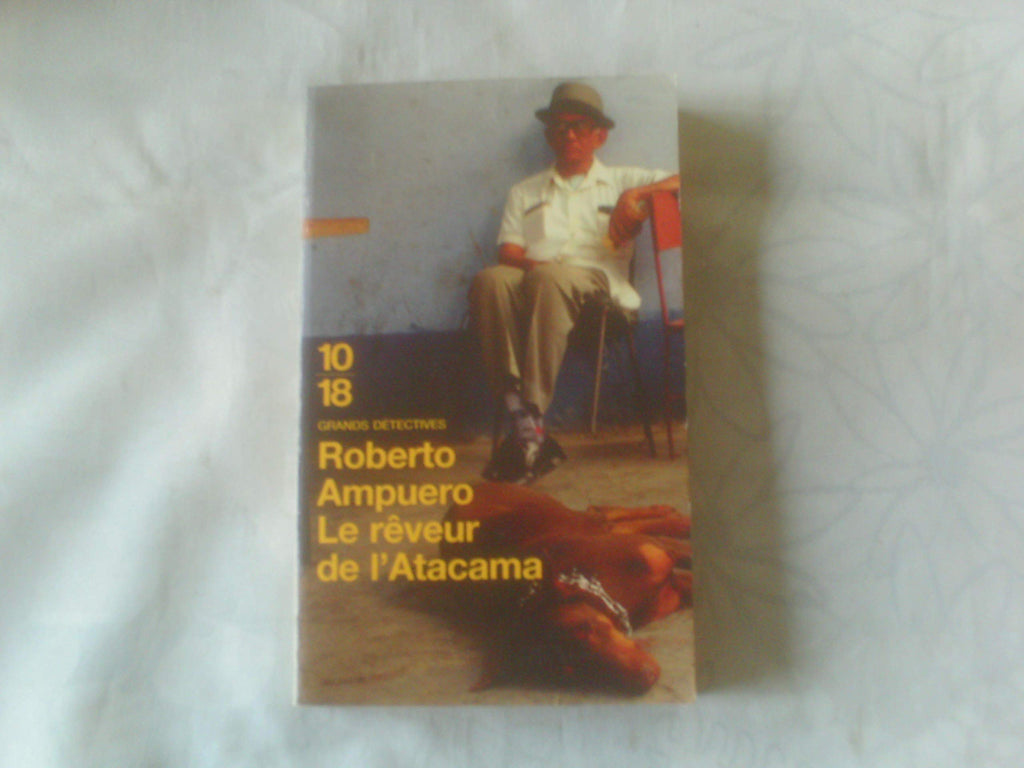 10
18
GRANDS DÉTECTIVES
Roberto
Ampuero
Le rêveur
de l'Atacama